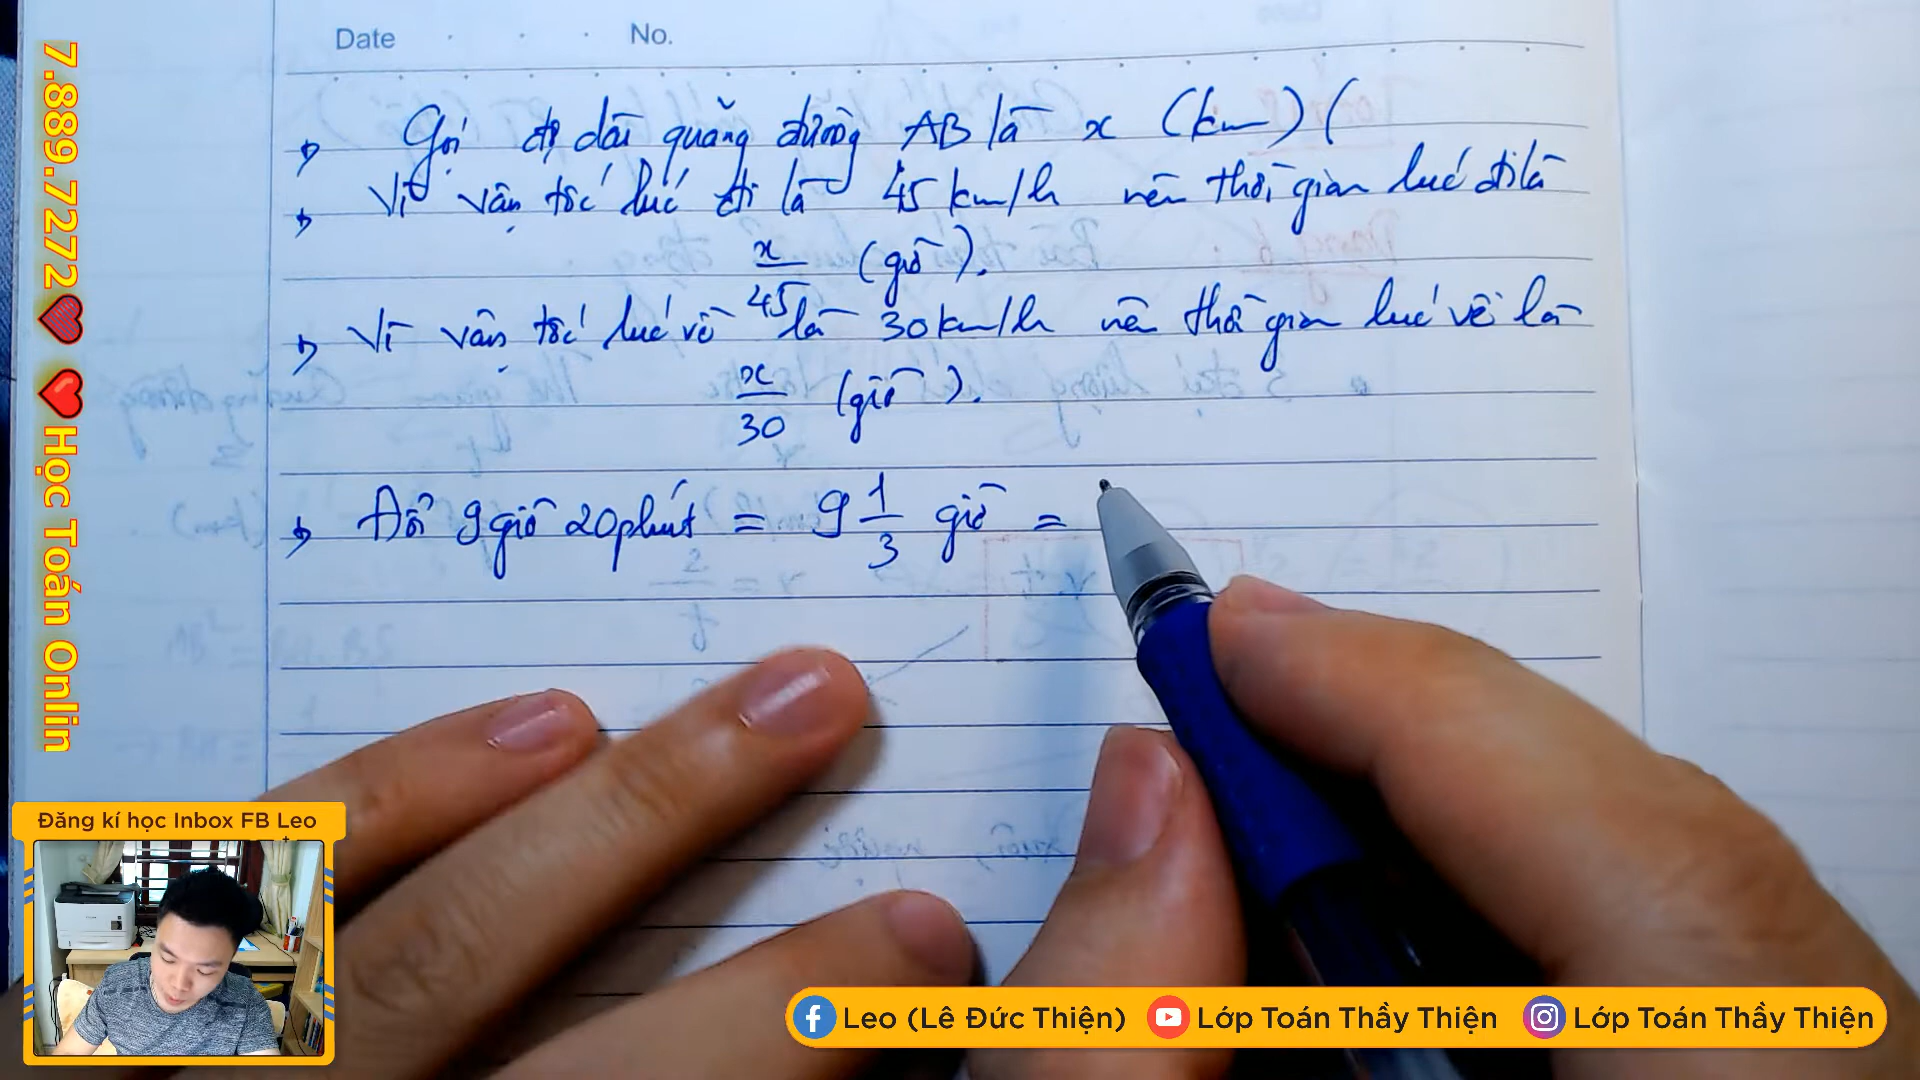 Date . . . No.
Gọi độ dài quãng đường AB là x (km) (
Vì vận tốc lúc đi là 45 km/h nên thời gian lúc đi là
x/45 (giờ).
Vì vận tốc lúc về là 30 km/h nên thời gian lúc về là
x/30 (giờ).
Đổi 9 giờ 20 phút = 9 1/3 giờ =
7.889.7272 ♥ ♥ Học Toán Onlin
Đăng kí học Inbox FB Leo
Leo (Lê Đức Thiện) Lớp Toán Thầy Thiện Lớp Toán Thầy Thiện